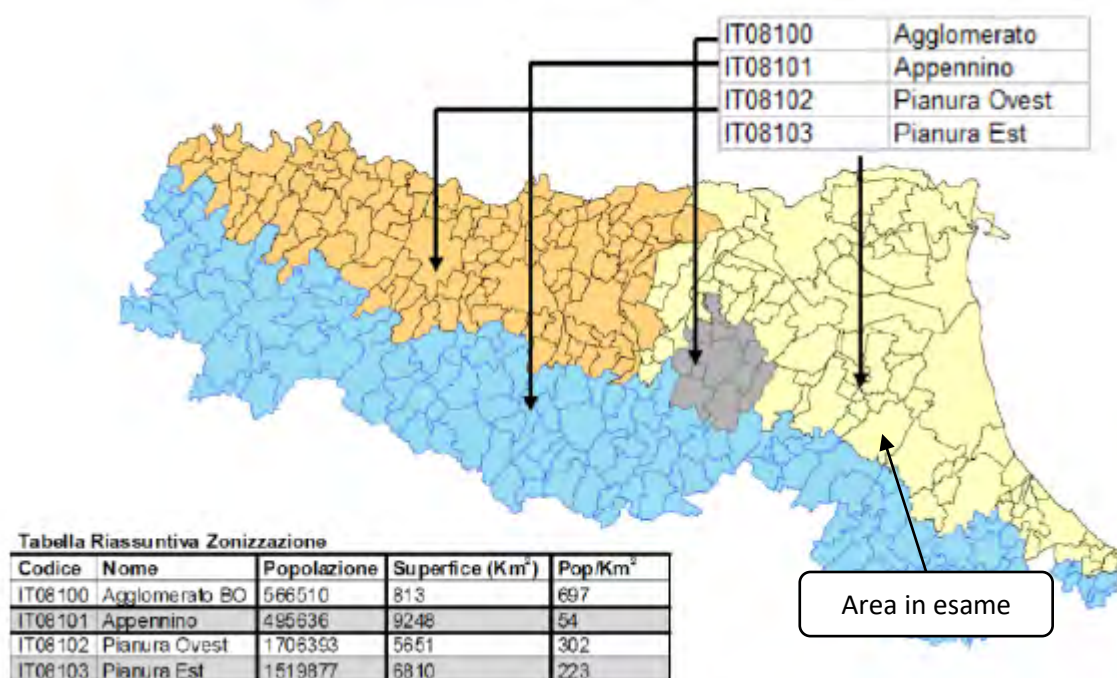 IT08100 Agglomerato
IT08101 Appennino
IT08102 Pianura Ovest
IT08103 Pianura Est
Area in esame
Tabella Riassuntiva Zonizzazione
Codice Nome Popolazione Superfice (Km²) Pop/Km²
IT08100 Agglomerato BO 566510 813 697
IT08101 Appennino 495636 9248 54
IT08102 Pianura Ovest 1706393 5651 302
IT08103 Pianura Est 1519877 6810 223